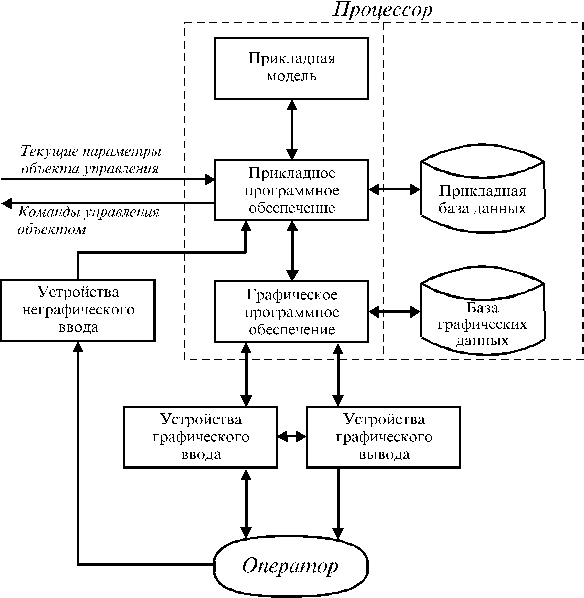 Процессор
Прикладная
модель
Текущие параметры
объекта управления
Прикладное
программное
обеспечение
Прикладная
база данных
Команды управления
объектом
Устройства
неграфического
ввода
Графическое
программное
обеспечение
База
графических
данных
Устройства
графического
ввода
Устройства
графического
вывода
Оператор